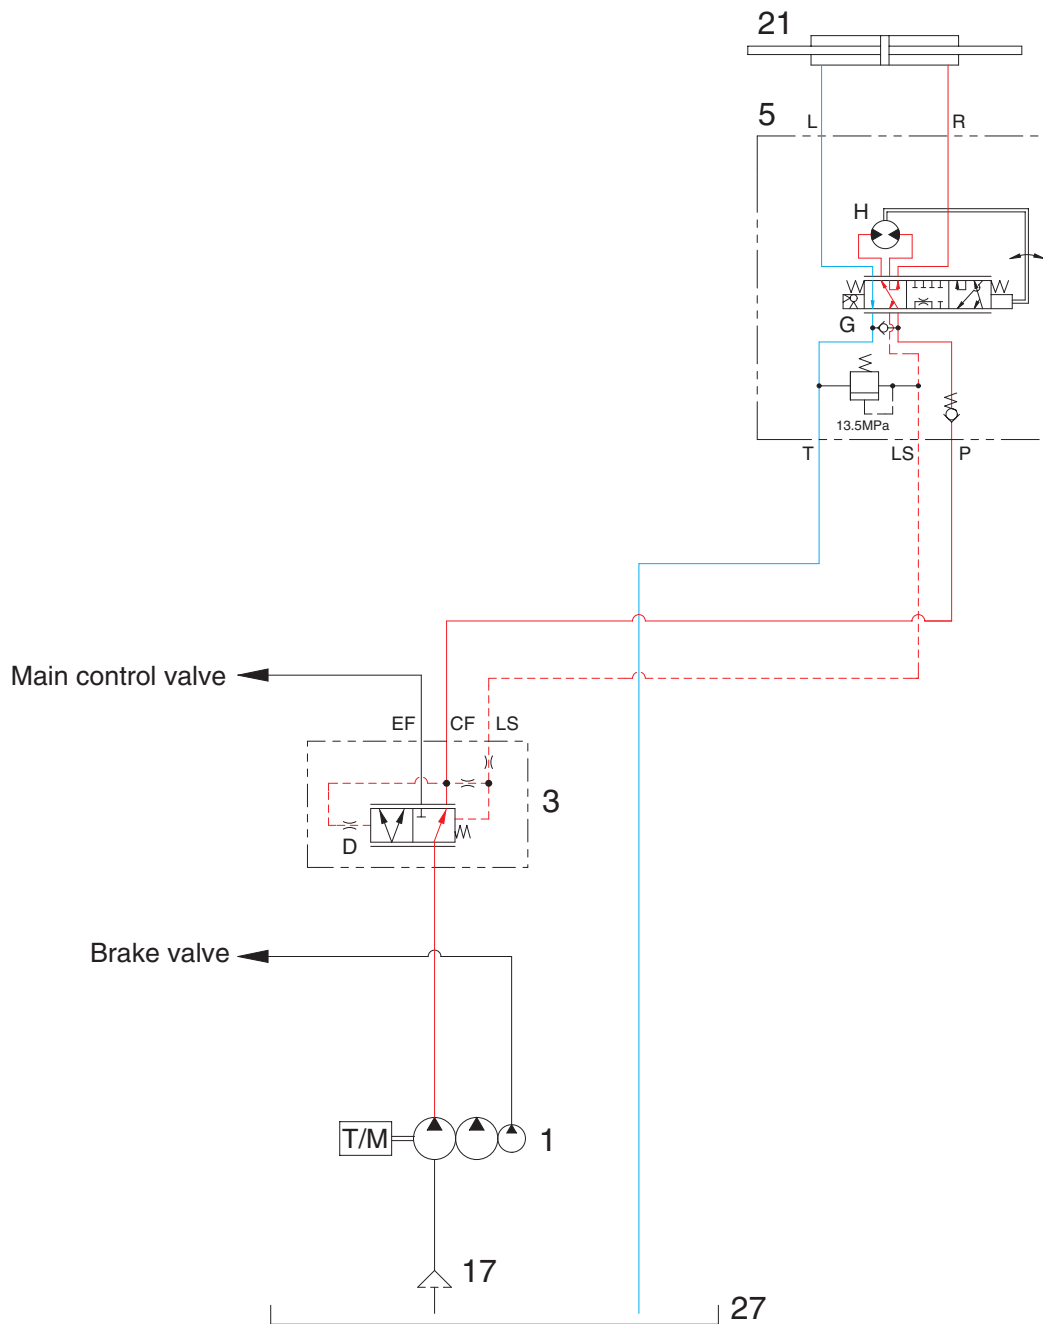 21
5
L
R
H
G
13.5MPa
T
LS
P
Main control valve
EF
CF
LS
3
D
Brake valve
T/M
1
17
27